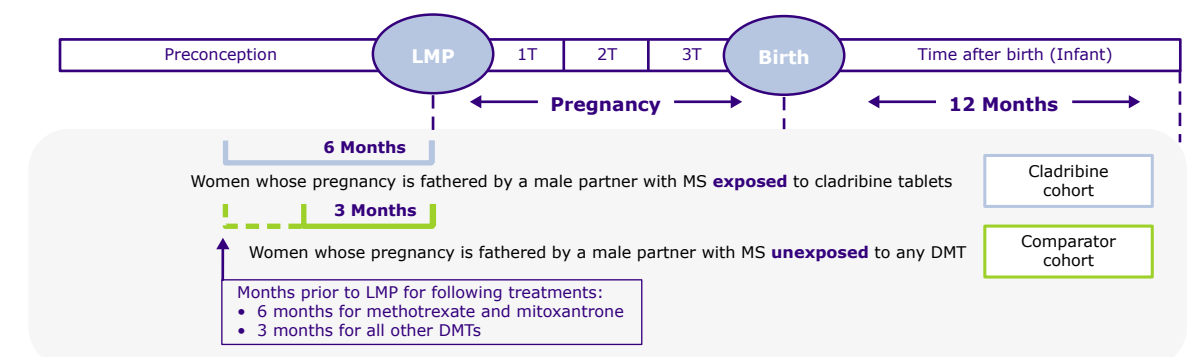 Preconception
LMP
1T
2T
3T
Birth
Time after birth (Infant)
Pregnancy
12 Months
6 Months
Women whose pregnancy is fathered by a male partner with MS exposed to cladribine tablets
Cladribine
cohort
3 Months
Women whose pregnancy is fathered by a male partner with MS unexposed to any DMT
Comparator
cohort
Months prior to LMP for following treatments:
• 6 months for methotrexate and mitoxantrone
• 3 months for all other DMTs